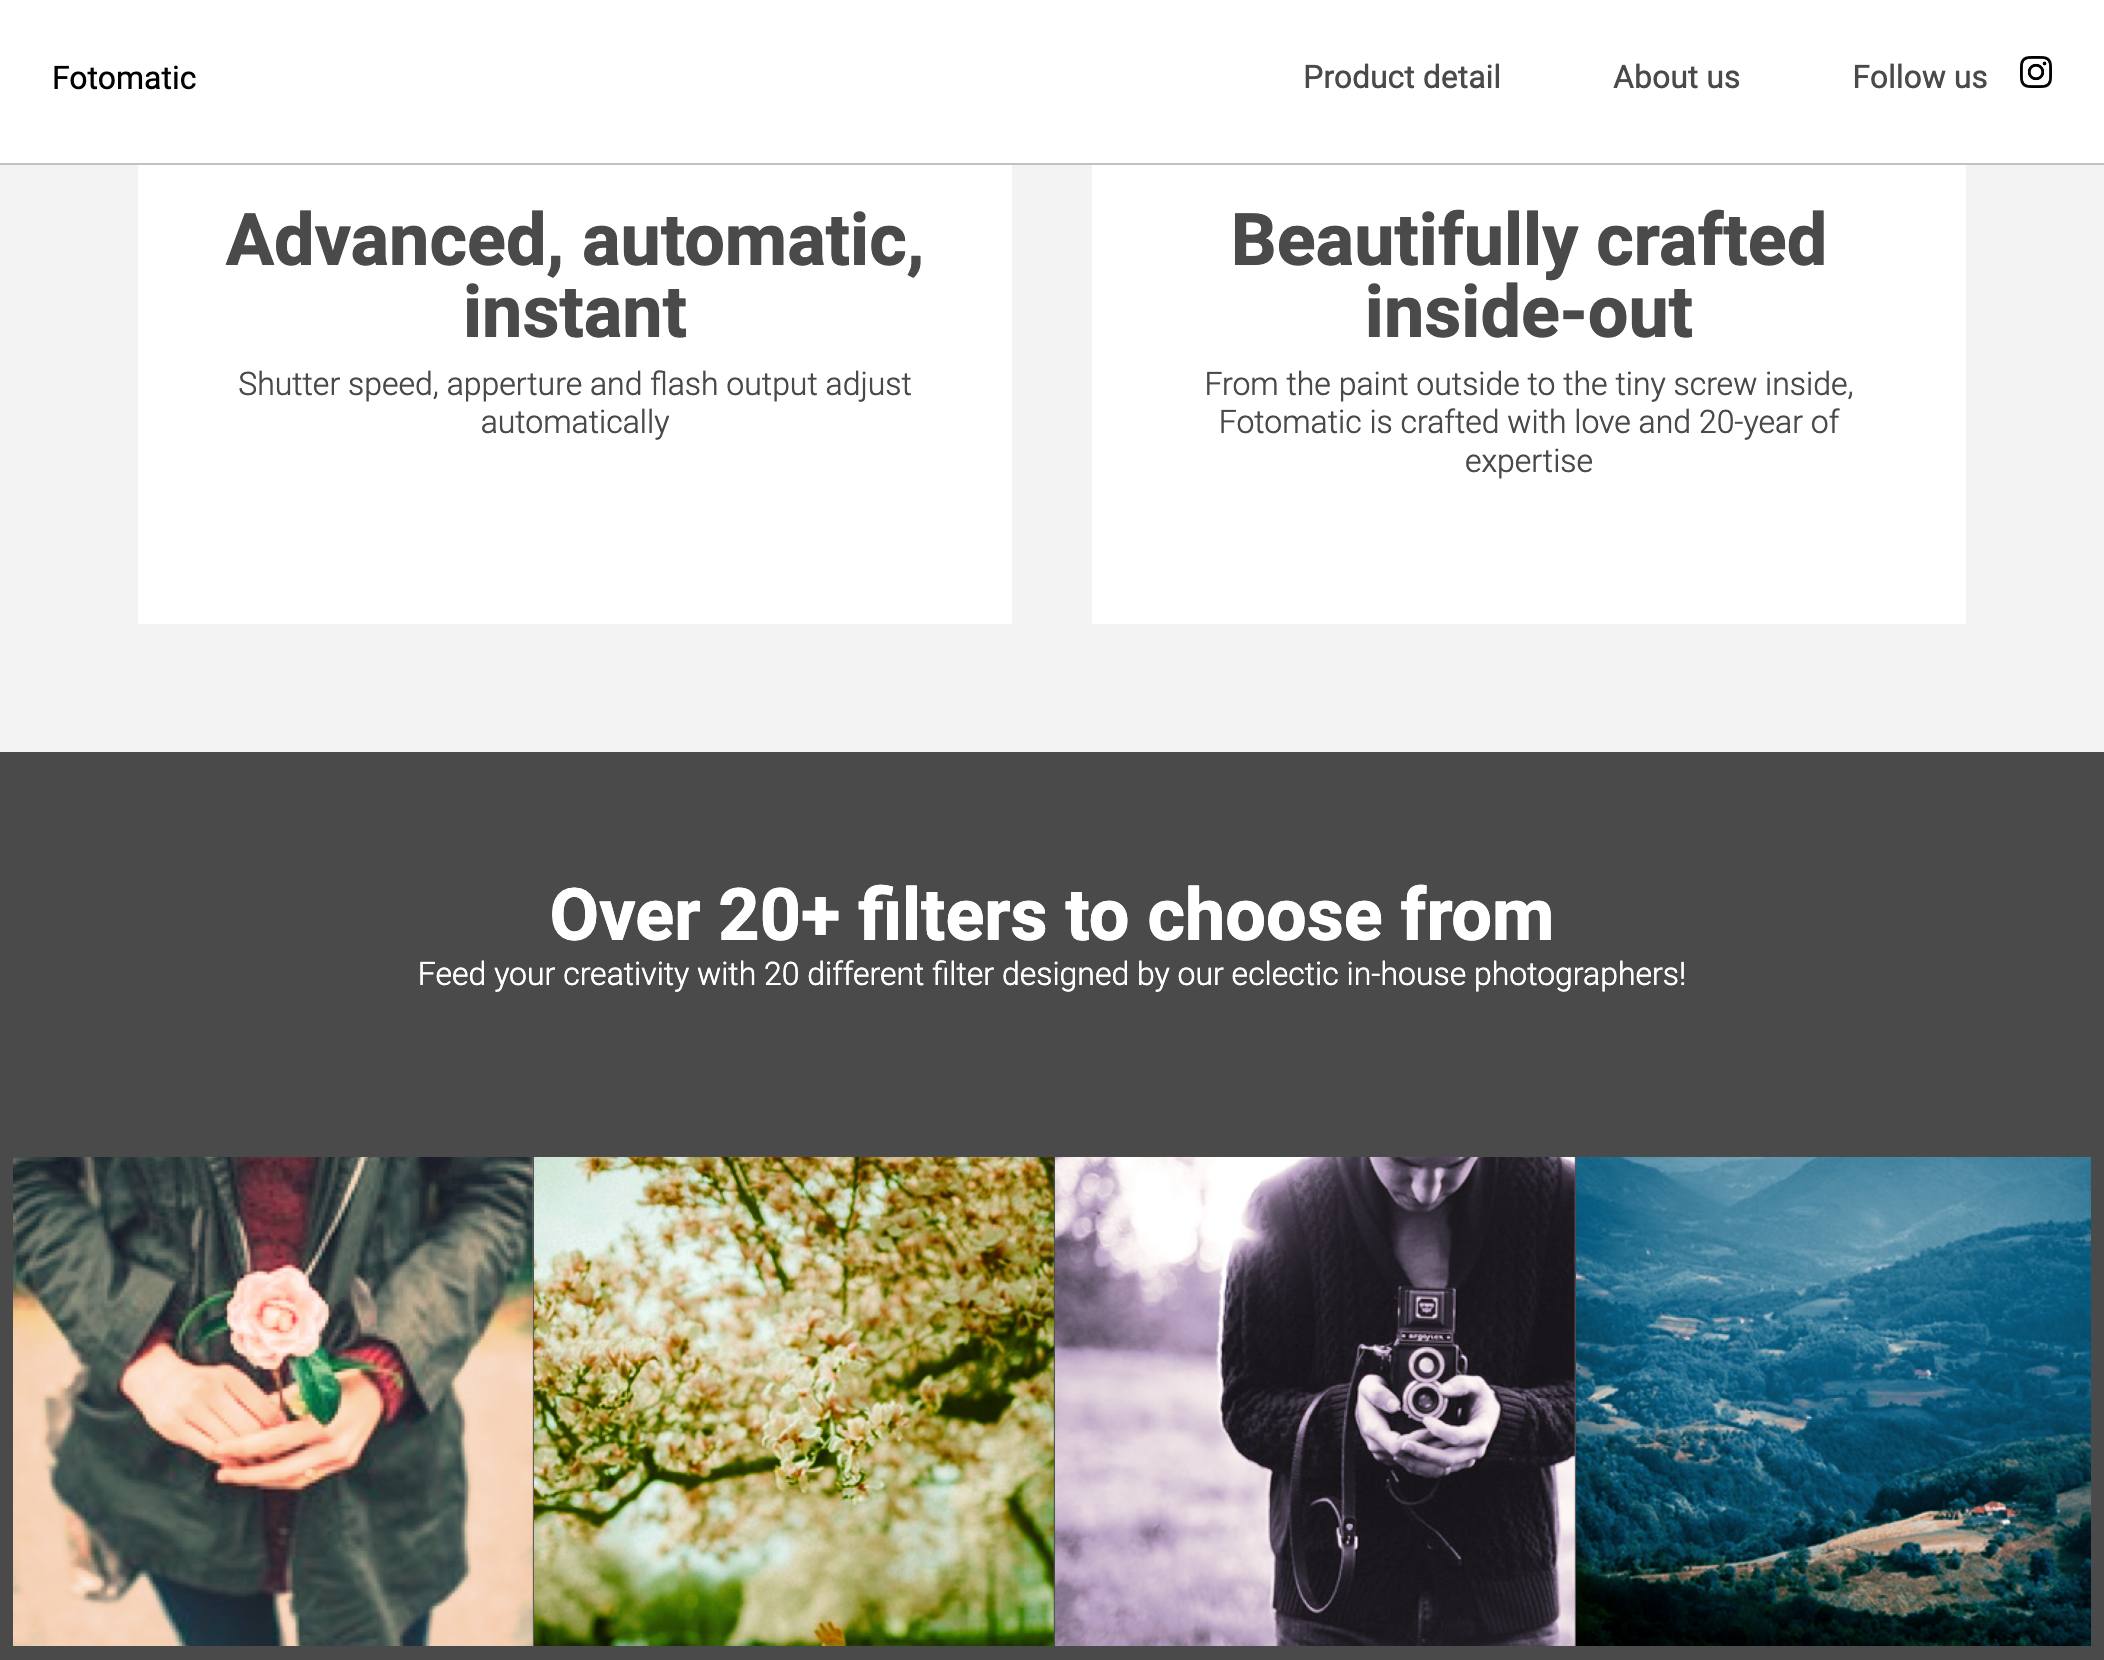 Fotomatic
Product detail
About us
Follow us
Advanced, automatic,
instant
Shutter speed, apperture and flash output adjust
automatically
Beautifully crafted
inside-out
From the paint outside to the tiny screw inside,
Fotomatic is crafted with love and 20-year of
expertise
Over 20+ filters to choose from
Feed your creativity with 20 different filter designed by our eclectic in-house photographers!
argoflex